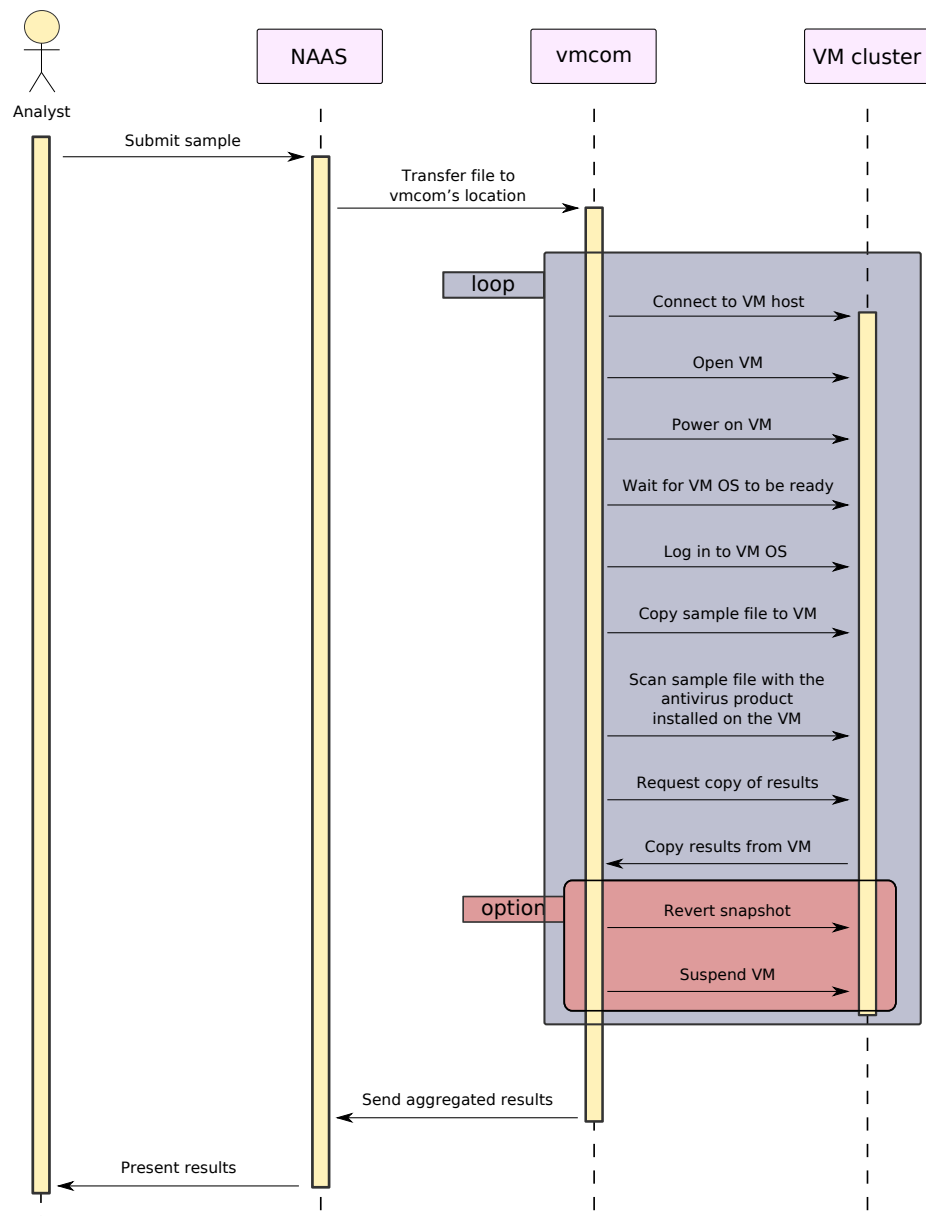 NAAS
vmcom
VM cluster
Analyst
Submit sample
Transfer file to
vmcom's location
loop
Connect to VM host
Open VM
Power on VM
Wait for VM OS to be ready
Log in to VM OS
Copy sample file to VM
Scan sample file with the
antivirus product
installed on the VM
Request copy of results
Copy results from VM
option
Revert snapshot
Suspend VM
Send aggregated results
Present results